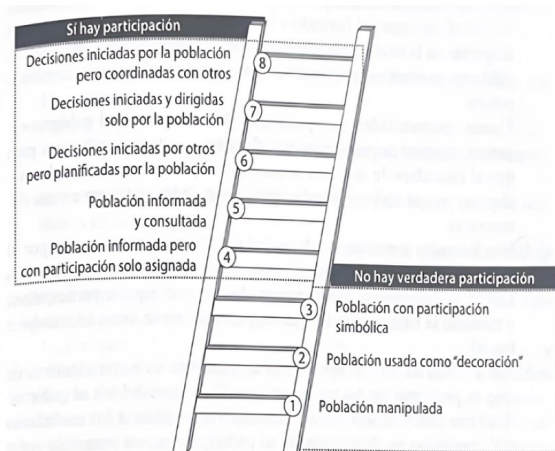 Sí hay participación
Decisiones iniciadas por la población
pero coordinadas con otros
8
Decisiones iniciadas y dirigidas
solo por la población
7
Decisiones iniciadas por otros
pero planificadas por la población
6
Población informada
y consultada
5
Población informada pero
con participación solo asignada
4
No hay verdadera participación
3
Población con participación
simbólica
2
Población usada como "decoración"
1
Población manipulada